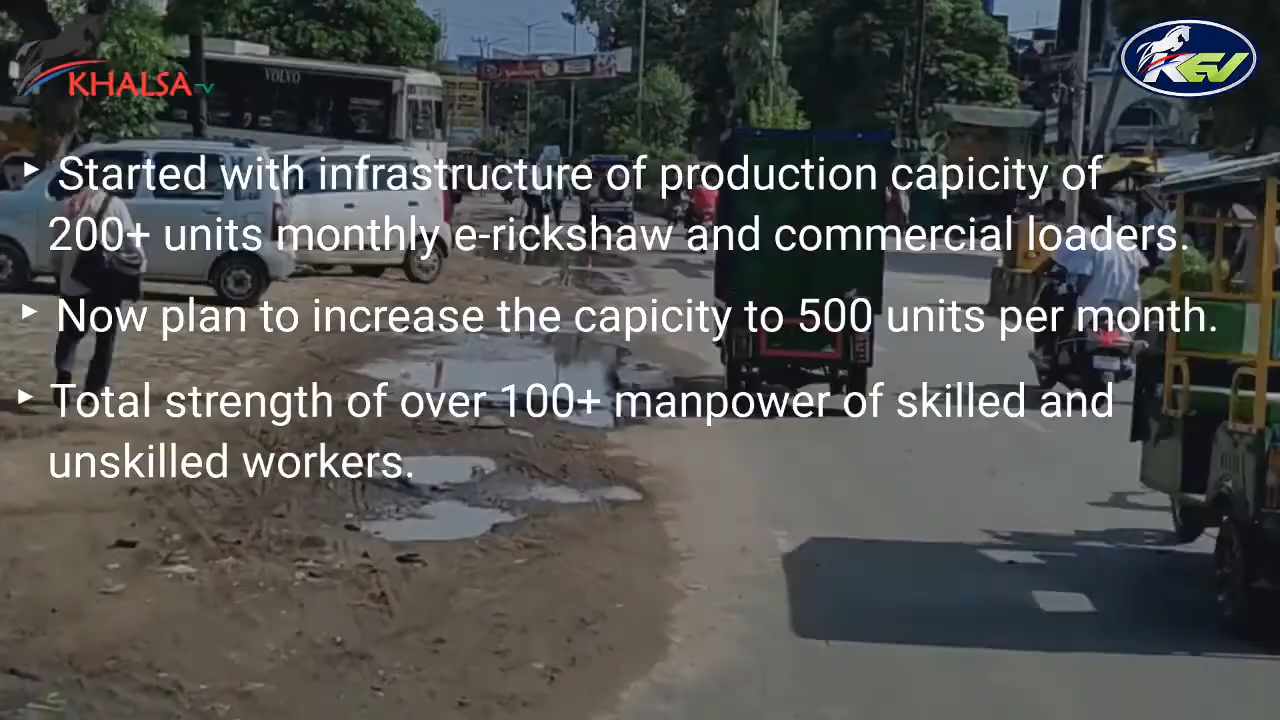 KHALSA EV
VOLVO
KEV
▸ Started with infrastructure of production capicity of
200+ units monthly e-rickshaw and commercial loaders.
▸ Now plan to increase the capicity to 500 units per month.
▸ Total strength of over 100+ manpower of skilled and
unskilled workers.